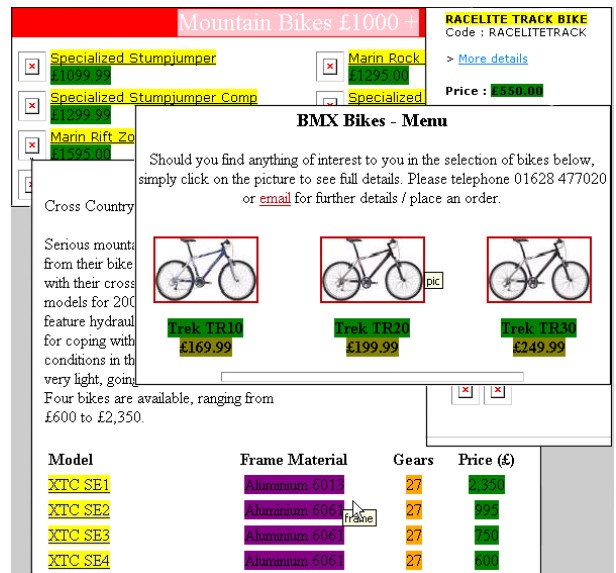 Mountain Bikes £1000 +
Specialized Stumpjumper
£1099.99
Marin Rock
£1295.00
Specialized Stumpjumper Comp
£1299.99
Specialized
Marin Rift Zo
£1595.00
RACELITE TRACK BIKE
Code : RACELITETRACK
> More details
Price : £550.00
BMX Bikes - Menu
Should you find anything of interest to you in the selection of bikes below,
simply click on the picture to see full details. Please telephone 01628 477020
or email for further details / place an order.
pic
Trek TR10
£169.99
Trek TR20
£199.99
Trek TR30
£249.99
Cross Country
Serious mounta
from their bike
with their cross
models for 200
feature hydraul
for coping with
conditions in th
very light, going
Four bikes are available, ranging from
£600 to £2,350.
Model Frame Material Gears Price (£)
XTC SE1 Aluminium 6013 27 2,350
XTC SE2 Aluminium 6061 27 995
frame
XTC SE3 Aluminium 6061 27 750
XTC SE4 Aluminium 6061 27 600